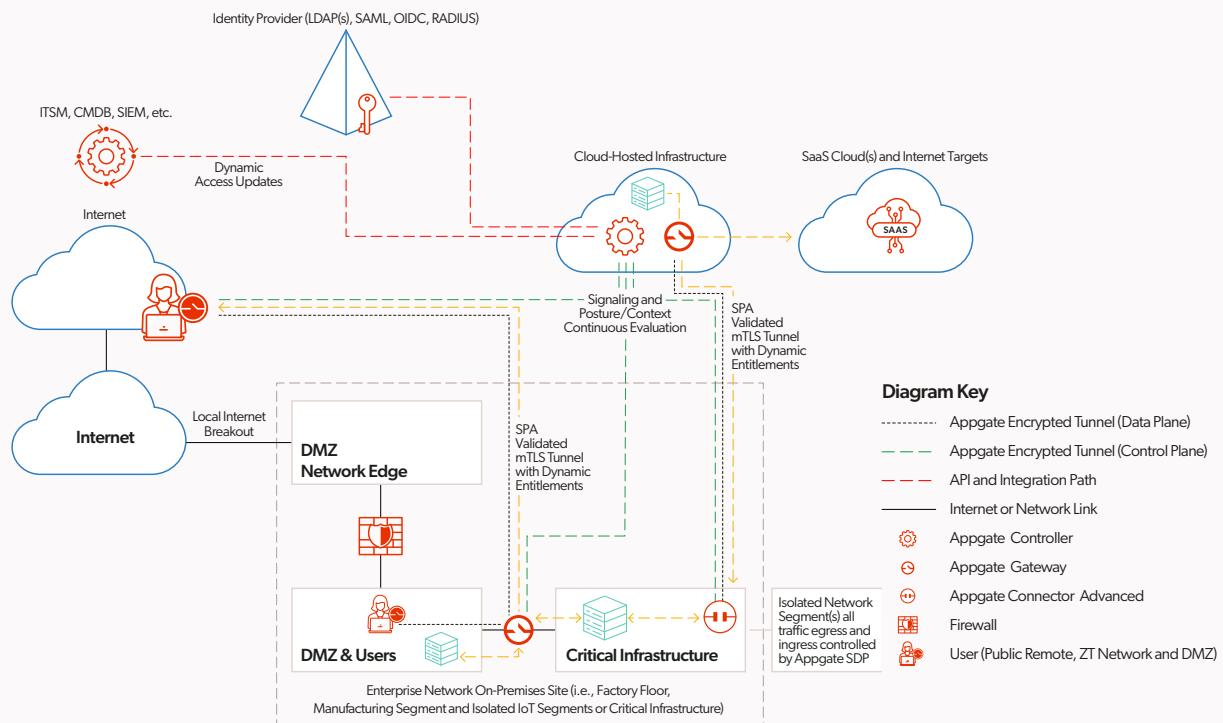 Identity Provider (LDAP(s), SAML, OIDC, RADIUS)
ITSM, CMDB, SIEM, etc.
Dynamic
Access Updates
Cloud-Hosted Infrastructure
SaaS Cloud(s) and Internet Targets
SAAS
Internet
Signaling and
Posture/Context
Continuous Evaluation
SPA
Validated
mTLS Tunnel
with Dynamic
Entitlements
Internet
Local Internet
Breakout
DMZ
Network Edge
SPA
Validated
mTLS Tunnel
with Dynamic
Entitlements
DMZ & Users
Critical Infrastructure
Isolated Network
Segment(s) all
traffic egress and
ingress controlled
by Appgate SDP
Enterprise Network On-Premises Site (i.e., Factory Floor,
Manufacturing Segment and Isolated IoT Segments or Critical Infrastructure)
Diagram Key
Appgate Encrypted Tunnel (Data Plane)
Appgate Encrypted Tunnel (Control Plane)
API and Integration Path
Internet or Network Link
Appgate Controller
Appgate Gateway
Appgate Connector Advanced
Firewall
User (Public Remote, ZT Network and DMZ)